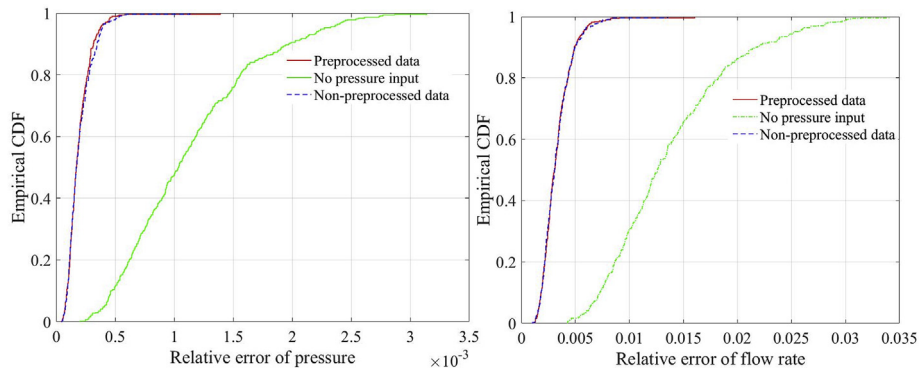 1
0.8
0.6
0.4
0.2
0
Empirical CDF
Preprocessed data
No pressure input
Non-preprocessed data
0 0.5 1 1.5 2 2.5 3 3.5
Relative error of pressure
×10⁻³
1
0.8
0.6
0.4
0.2
0
Empirical CDF
Preprocessed data
No pressure input
Non-preprocessed data
0 0.005 0.01 0.015 0.02 0.025 0.03 0.035
Relative error of flow rate